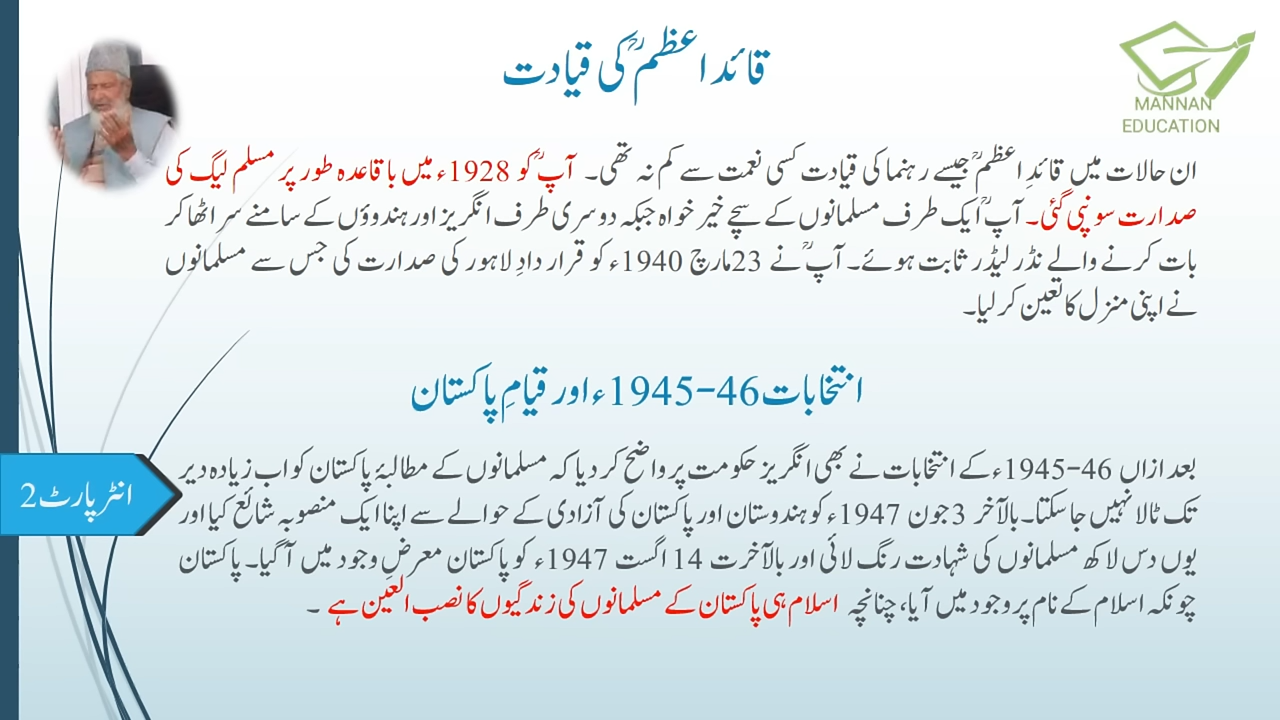 قائد اعظمؒ کی قیادت
MANNAN
EDUCATION
ان حالات میں قائدِ اعظمؒ جیسے رہنما کی قیادت کسی نعمت سے کم نہ تھی۔ آپؒ کو 1928ء میں باقاعدہ طور پر مسلم لیگ کی
صدارت سونپی گئی۔ آپؒ ایک طرف مسلمانوں کے سچے خیر خواہ جبکہ دوسری طرف انگریز اور ہندوؤں کے سامنے سر اٹھا کر
بات کرنے والے نڈر لیڈر ثابت ہوئے۔ آپؒ نے 23مارچ 1940ء کو قرار دادِ لاہور کی صدارت کی جس سے مسلمانوں
نے اپنی منزل کا تعین کر لیا۔
انتخابات 46-1945ء اور قیامِ پاکستان
بعد ازاں 46-1945ء کے انتخابات نے بھی انگریز حکومت پر واضح کر دیا کہ مسلمانوں کے مطالبۂ پاکستان کو اب زیادہ دیر
تک ٹالا نہیں جا سکتا۔ بالآخر 3 جون 1947ء کو ہندوستان اور پاکستان کی آزادی کے حوالے سے اپنا ایک منصوبہ شائع کیا اور
یوں دس لاکھ مسلمانوں کی شہادت رنگ لائی اور بالآخرت 14 اگست 1947ء کو پاکستان معرضِ وجود میں آ گیا۔ پاکستان
چونکہ اسلام کے نام پر وجود میں آیا، چنانچہ اسلام ہی پاکستان کے مسلمانوں کی زندگیوں کا نصب العین ہے ۔
انٹر پارٹ 2